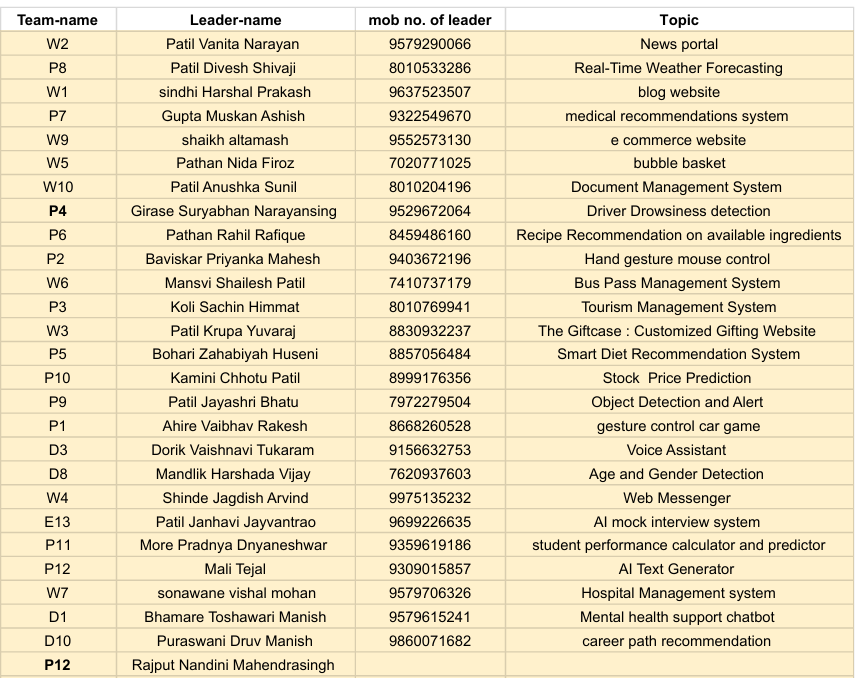 Team-name Leader-name mob no. of leader Topic
W2 Patil Vanita Narayan 9579290066 News portal
P8 Patil Divesh Shivaji 8010533286 Real-Time Weather Forecasting
W1 sindhi Harshal Prakash 9637523507 blog website
P7 Gupta Muskan Ashish 9322549670 medical recommendations system
W9 shaikh altamash 9552573130 e commerce website
W5 Pathan Nida Firoz 7020771025 bubble basket
W10 Patil Anushka Sunil 8010204196 Document Management System
P4 Girase Suryabhan Narayansing 9529672064 Driver Drowsiness detection
P6 Pathan Rahil Rafique 8459486160 Recipe Recommendation on available ingredients
P2 Baviskar Priyanka Mahesh 9403672196 Hand gesture mouse control
W6 Mansvi Shailesh Patil 7410737179 Bus Pass Management System
P3 Koli Sachin Himmat 8010769941 Tourism Management System
W3 Patil Krupa Yuvaraj 8830932237 The Giftcase : Customized Gifting Website
P5 Bohari Zahabiyah Huseni 8857056484 Smart Diet Recommendation System
P10 Kamini Chhotu Patil 8999176356 Stock  Price Prediction
P9 Patil Jayashri Bhatu 7972279504 Object Detection and Alert
P1 Ahire Vaibhav Rakesh 8668260528 gesture control car game
D3 Dorik Vaishnavi Tukaram 9156632753 Voice Assistant
D8 Mandlik Harshada Vijay 7620937603 Age and Gender Detection
W4 Shinde Jagdish Arvind 9975135232 Web Messenger
E13 Patil Janhavi Jayvantrao 9699226635 AI mock interview system
P11 More Pradnya Dnyaneshwar 9359619186 student performance calculator and predictor
P12 Mali Tejal 9309015857 AI Text Generator
W7 sonawane vishal mohan 9579706326 Hospital Management system
D1 Bhamare Toshawari Manish 9579615241 Mental health support chatbot
D10 Puraswani Druv Manish 9860071682 career path recommendation
P12 Rajput Nandini Mahendrasingh